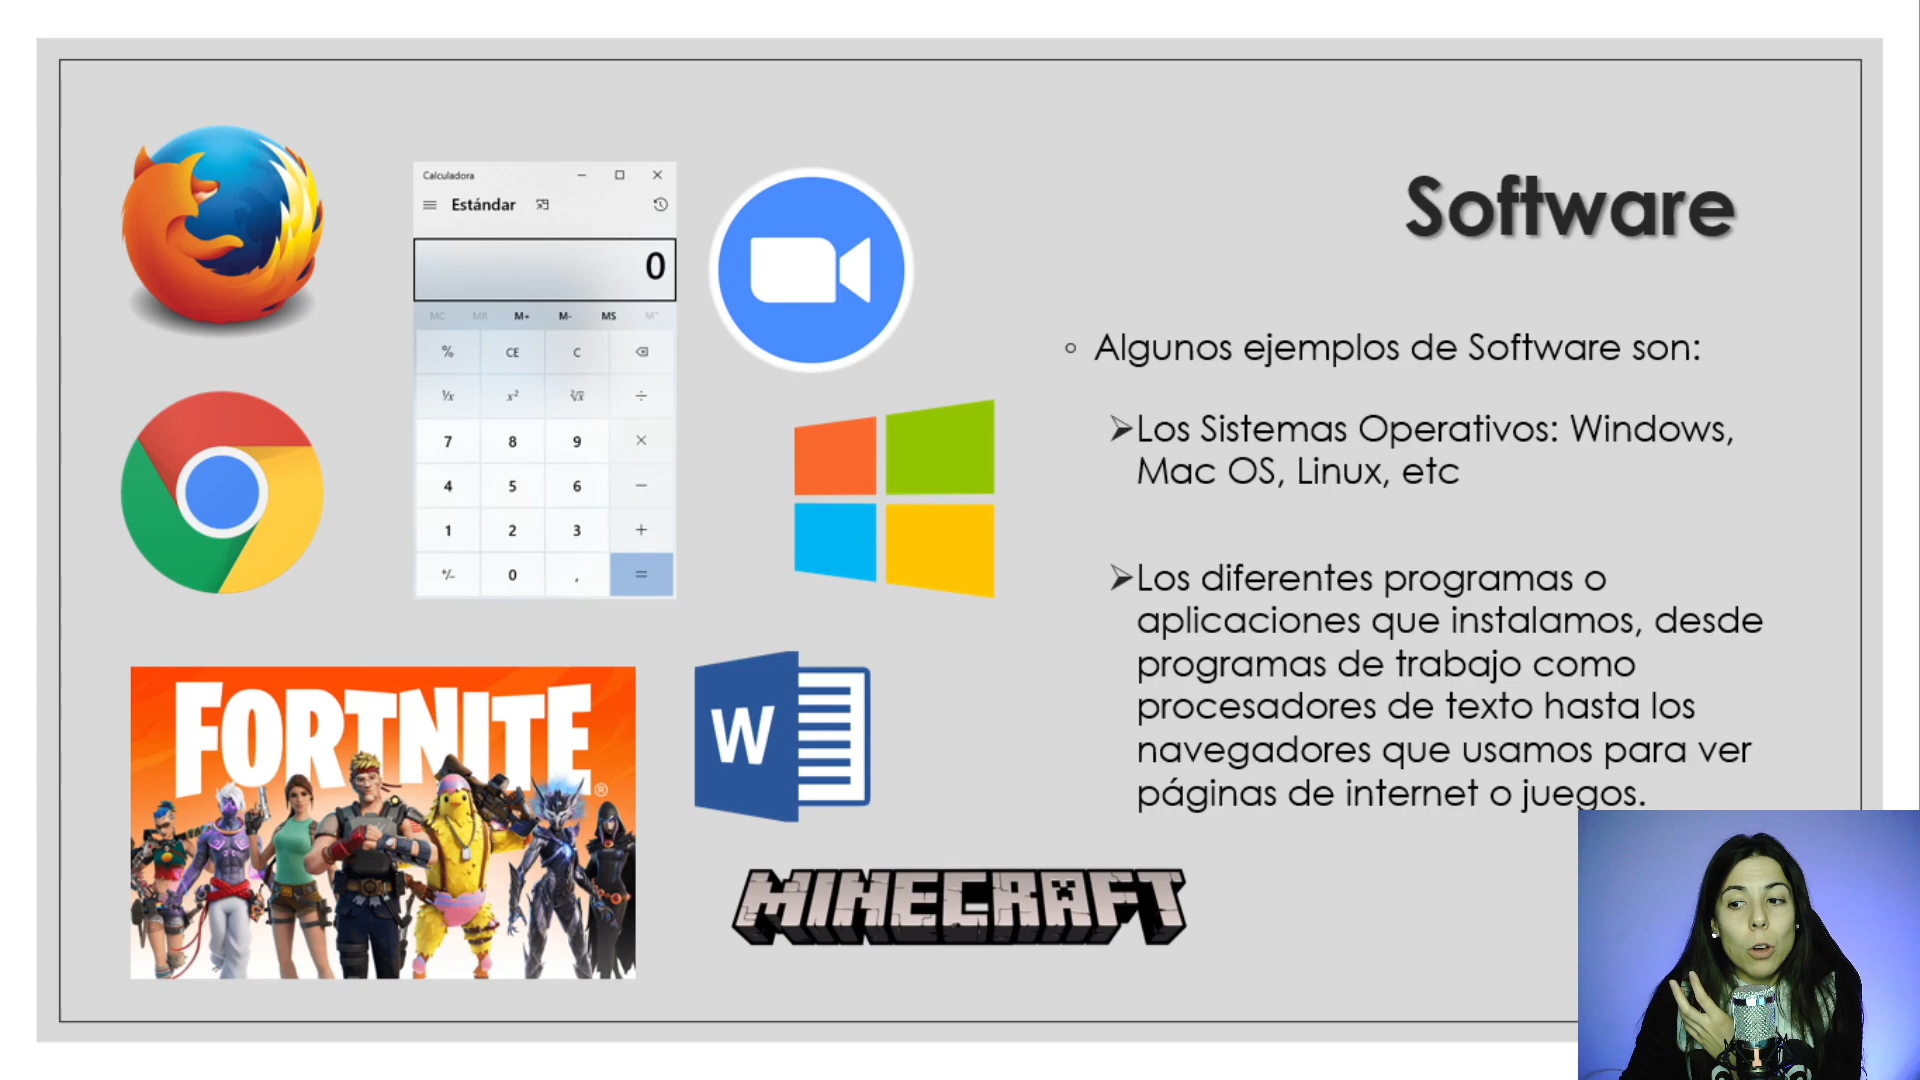 Software
Calculadora
Estándar
0
MC MR M+ M- MS M˅
% CE C
¹/x x² ²√x ÷
7 8 9 ×
4 5 6 −
1 2 3 +
+/− 0 , =
Algunos ejemplos de Software son:
Los Sistemas Operativos: Windows,
Mac OS, Linux, etc
Los diferentes programas o
aplicaciones que instalamos, desde
programas de trabajo como
procesadores de texto hasta los
navegadores que usamos para ver
páginas de internet o juegos.
FORTNITE®
W
MINECRAFT